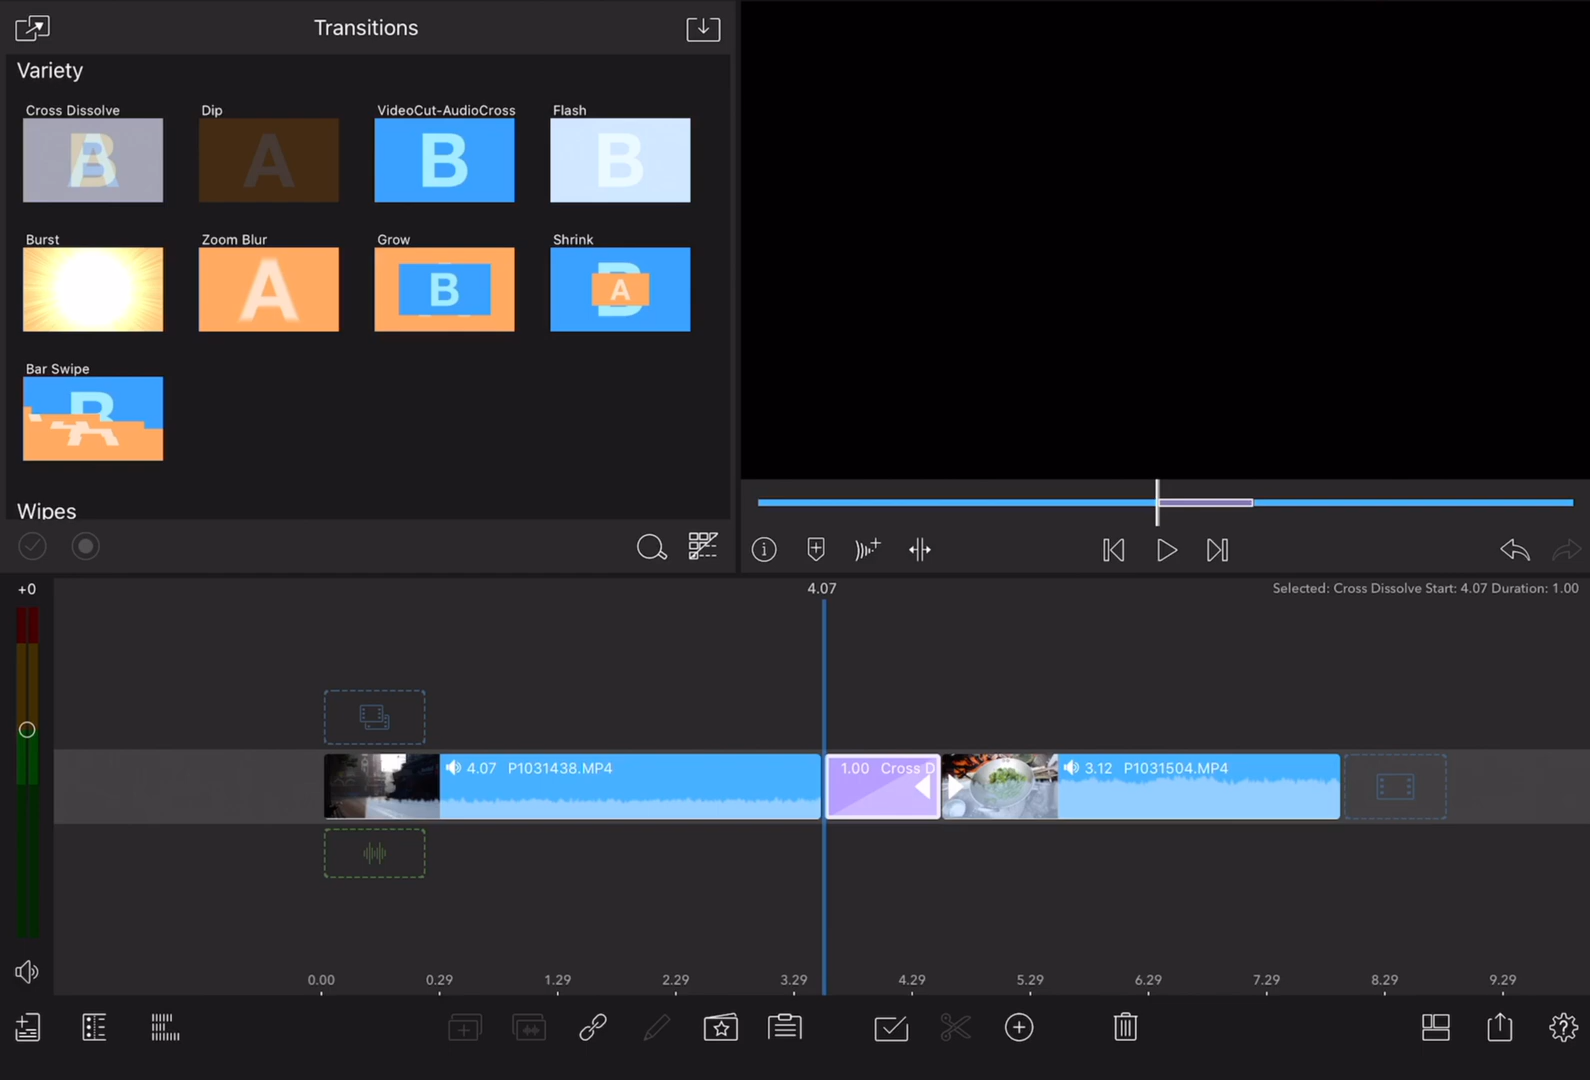 Transitions
Variety
Cross Dissolve
Dip
VideoCut-AudioCross
Flash
B
A
B
B
Burst
Zoom Blur
Grow
Shrink
A
B
A
Bar Swipe
Wipes
+0
4.07
Selected: Cross Dissolve Start: 4.07 Duration: 1.00
4.07 P1031438.MP4
1.00 Cross D
3.12 P1031504.MP4
0.00 0.29 1.29 2.29 3.29 4.29 5.29 6.29 7.29 8.29 9.29